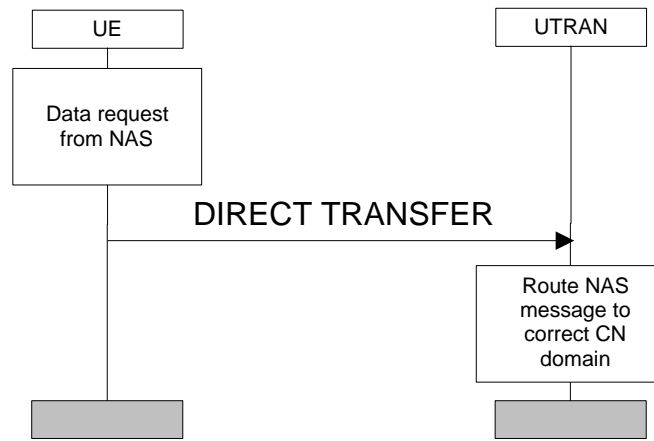 UE
UTRAN
Data request
from NAS
DIRECT TRANSFER
Route NAS
message to
correct CN
domain